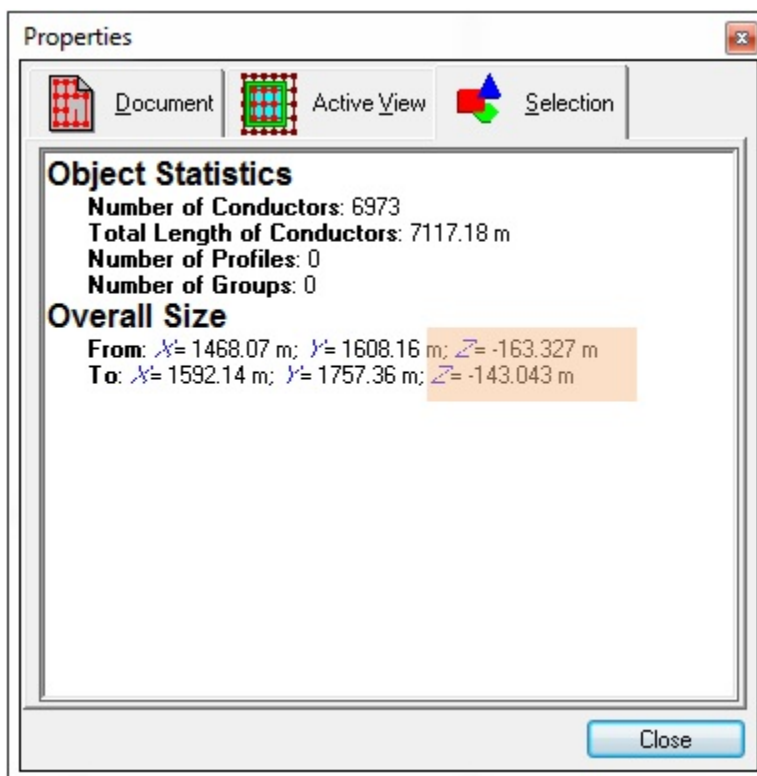 Properties
Document
Active View
Selection
Object Statistics
Number of Conductors: 6973
Total Length of Conductors: 7117.18 m
Number of Profiles: 0
Number of Groups: 0
Overall Size
From: X= 1468.07 m; Y= 1608.16 m; Z= -163.327 m
To: X= 1592.14 m; Y= 1757.36 m; Z= -143.043 m
Close